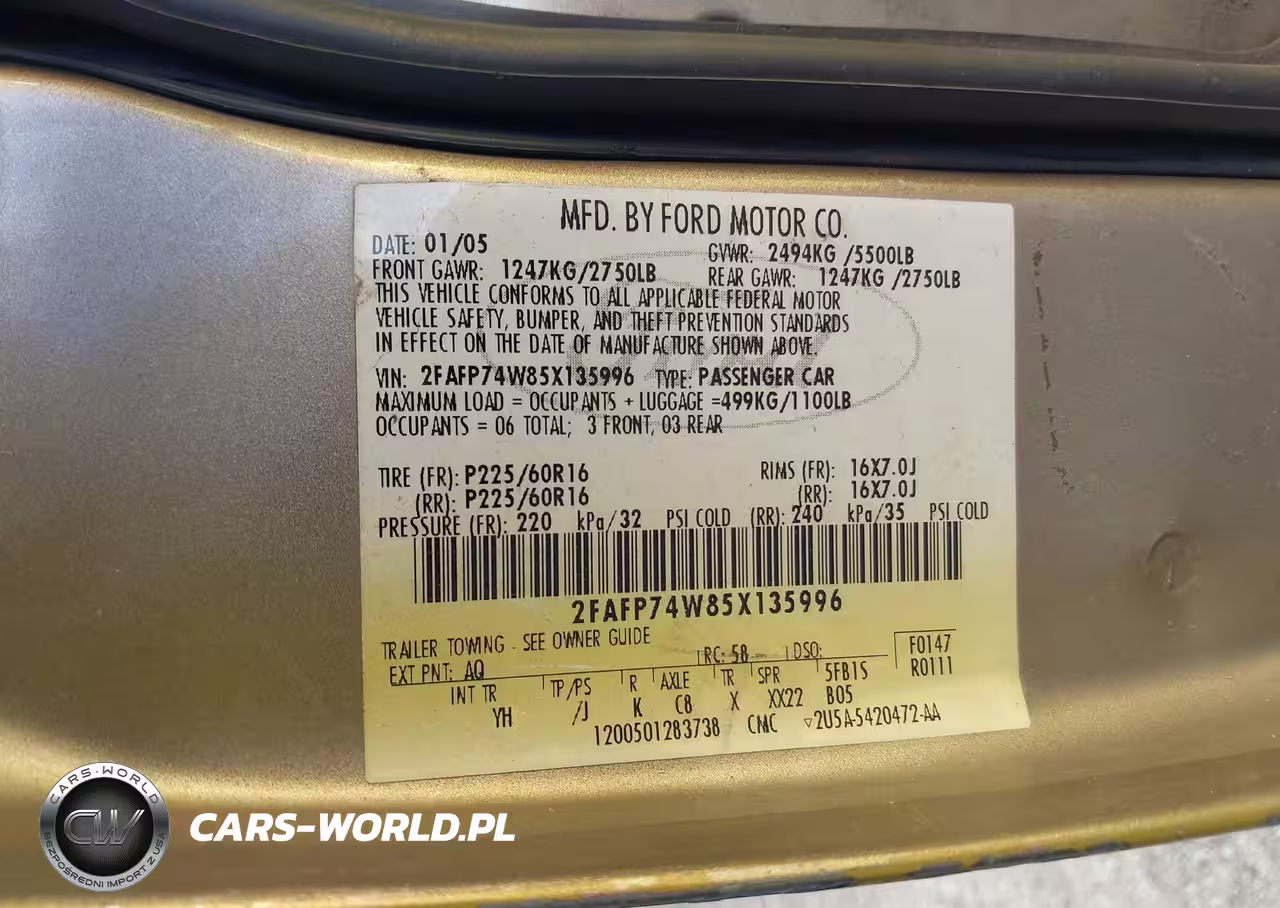 MFD. BY FORD MOTOR CO.
DATE: 01/05 GVWR: 2494KG /5500LB
FRONT GAWR: 1247KG/2750LB REAR GAWR: 1247KG /2750LB
THIS VEHICLE CONFORMS TO ALL APPLICABLE FEDERAL MOTOR
VEHICLE SAFETY, BUMPER, AND THEFT PREVENTION STANDARDS
IN EFFECT ON THE DATE OF MANUFACTURE SHOWN ABOVE.
VIN: 2FAFP74W85X135996 TYPE: PASSENGER CAR
MAXIMUM LOAD = OCCUPANTS + LUGGAGE =499KG/1100LB
OCCUPANTS = 06 TOTAL; 3 FRONT, 03 REAR
TIRE (FR): P225/60R16 RIMS (FR): 16X7.0J
(RR): P225/60R16 (RR): 16X7.0J
PRESSURE (FR): 220 kPa/32 PSI COLD (RR): 240 kPa/35 PSI COLD
2FAFP74W85X135996
TRAILER TOWING - SEE OWNER GUIDE
EXT PNT: AQ RC: 58 DSO: F0147
R0111
INT TR TP/PS R AXLE TR SPR 5FB1S
YH /J K C8 X XX22 B05
1200501283738 CMC ▽2U5A-5420472-AA
CARS-WORLD
CW
BEZPOŚREDNI IMPORT Z USA
CARS-WORLD.PL